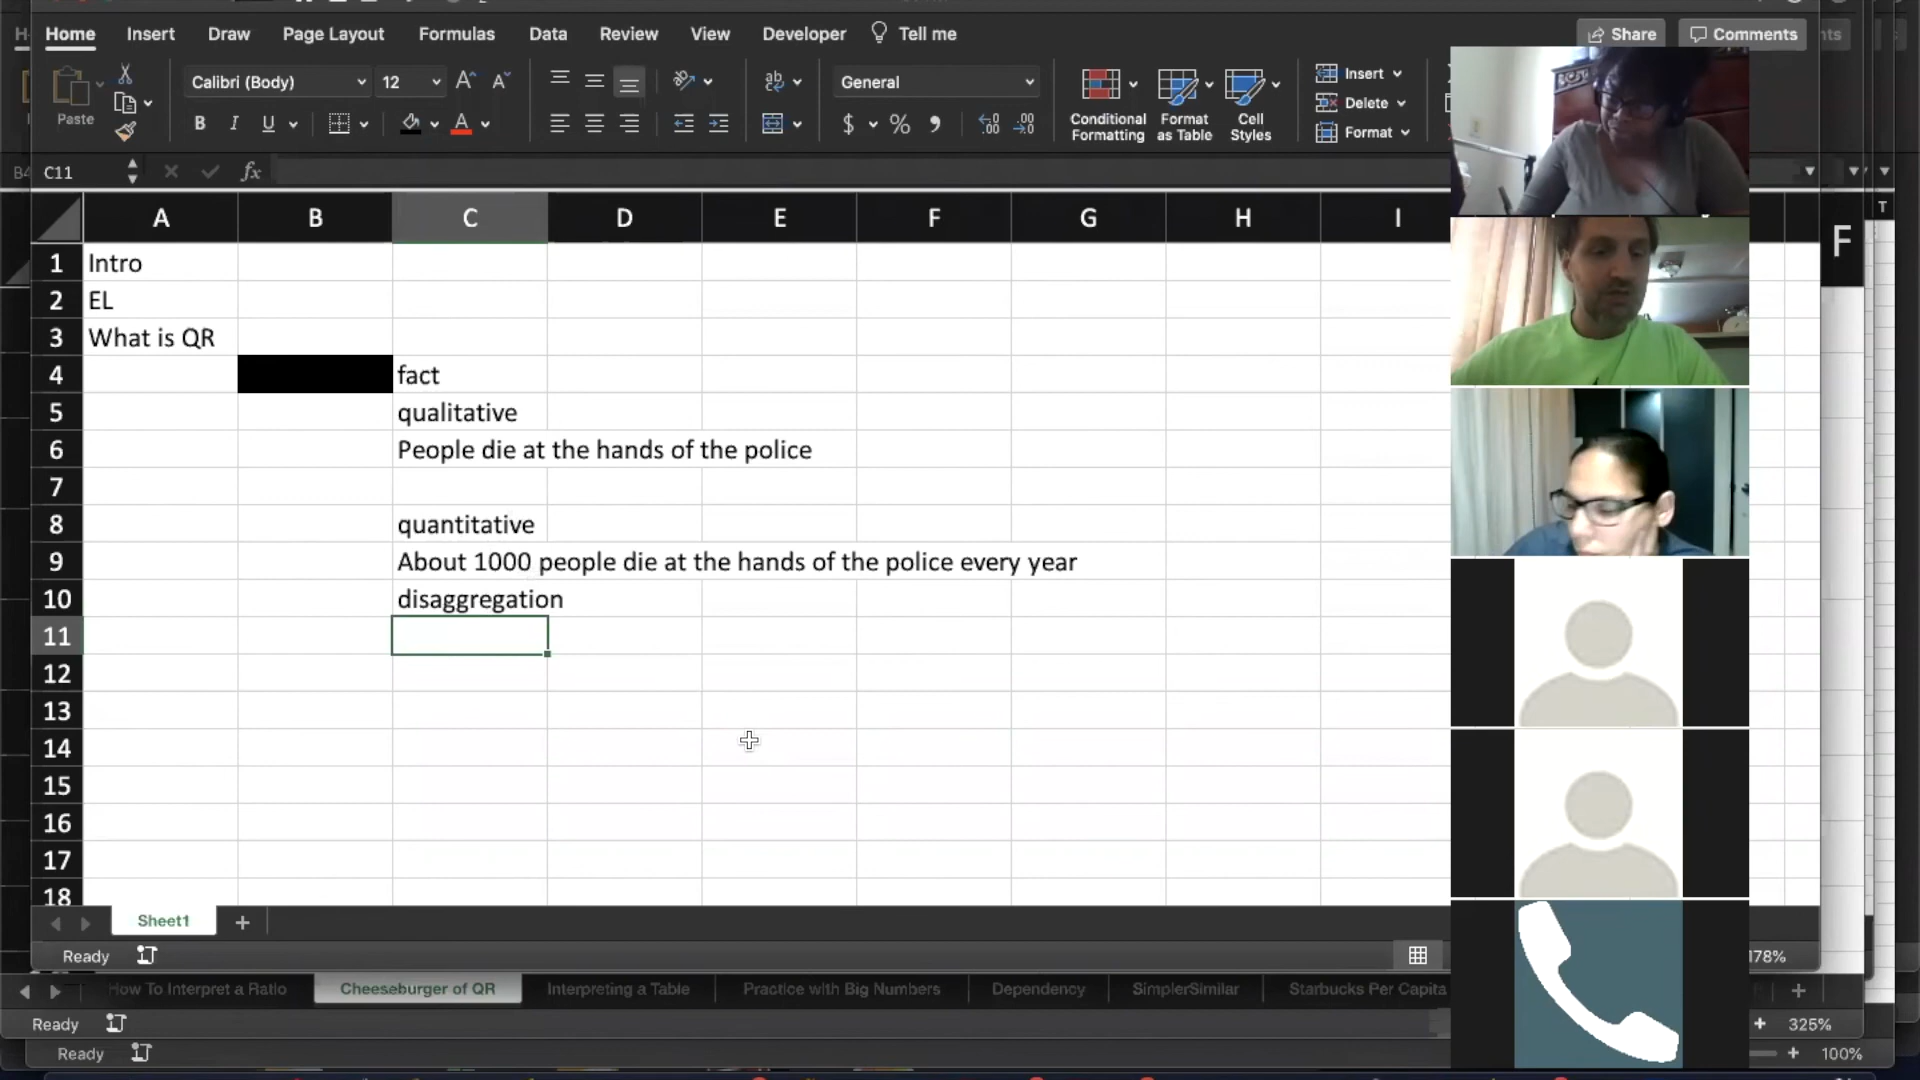 Home Insert Draw Page Layout Formulas Data Review View Developer Tell me Share Comments
Calibri (Body) 12 General Insert
Paste Delete
Conditional Formatting Format as Table Cell Styles Format
C11 fx
A B C D E F G H I F T
1 Intro
2 EL
3 What is QR
4 fact
5 qualitative
6 People die at the hands of the police
7
8 quantitative
9 About 1000 people die at the hands of the police every year
10 disaggregation
11
12
13
14
15
16
17
18
Sheet1 +
Ready 178%
How To Interpret a Ratio Cheeseburger of QR Interpreting a Table Practice with Big Numbers Dependency SimplerSimilar Starbucks Per Capita +
Ready + 325%
Ready + 100%